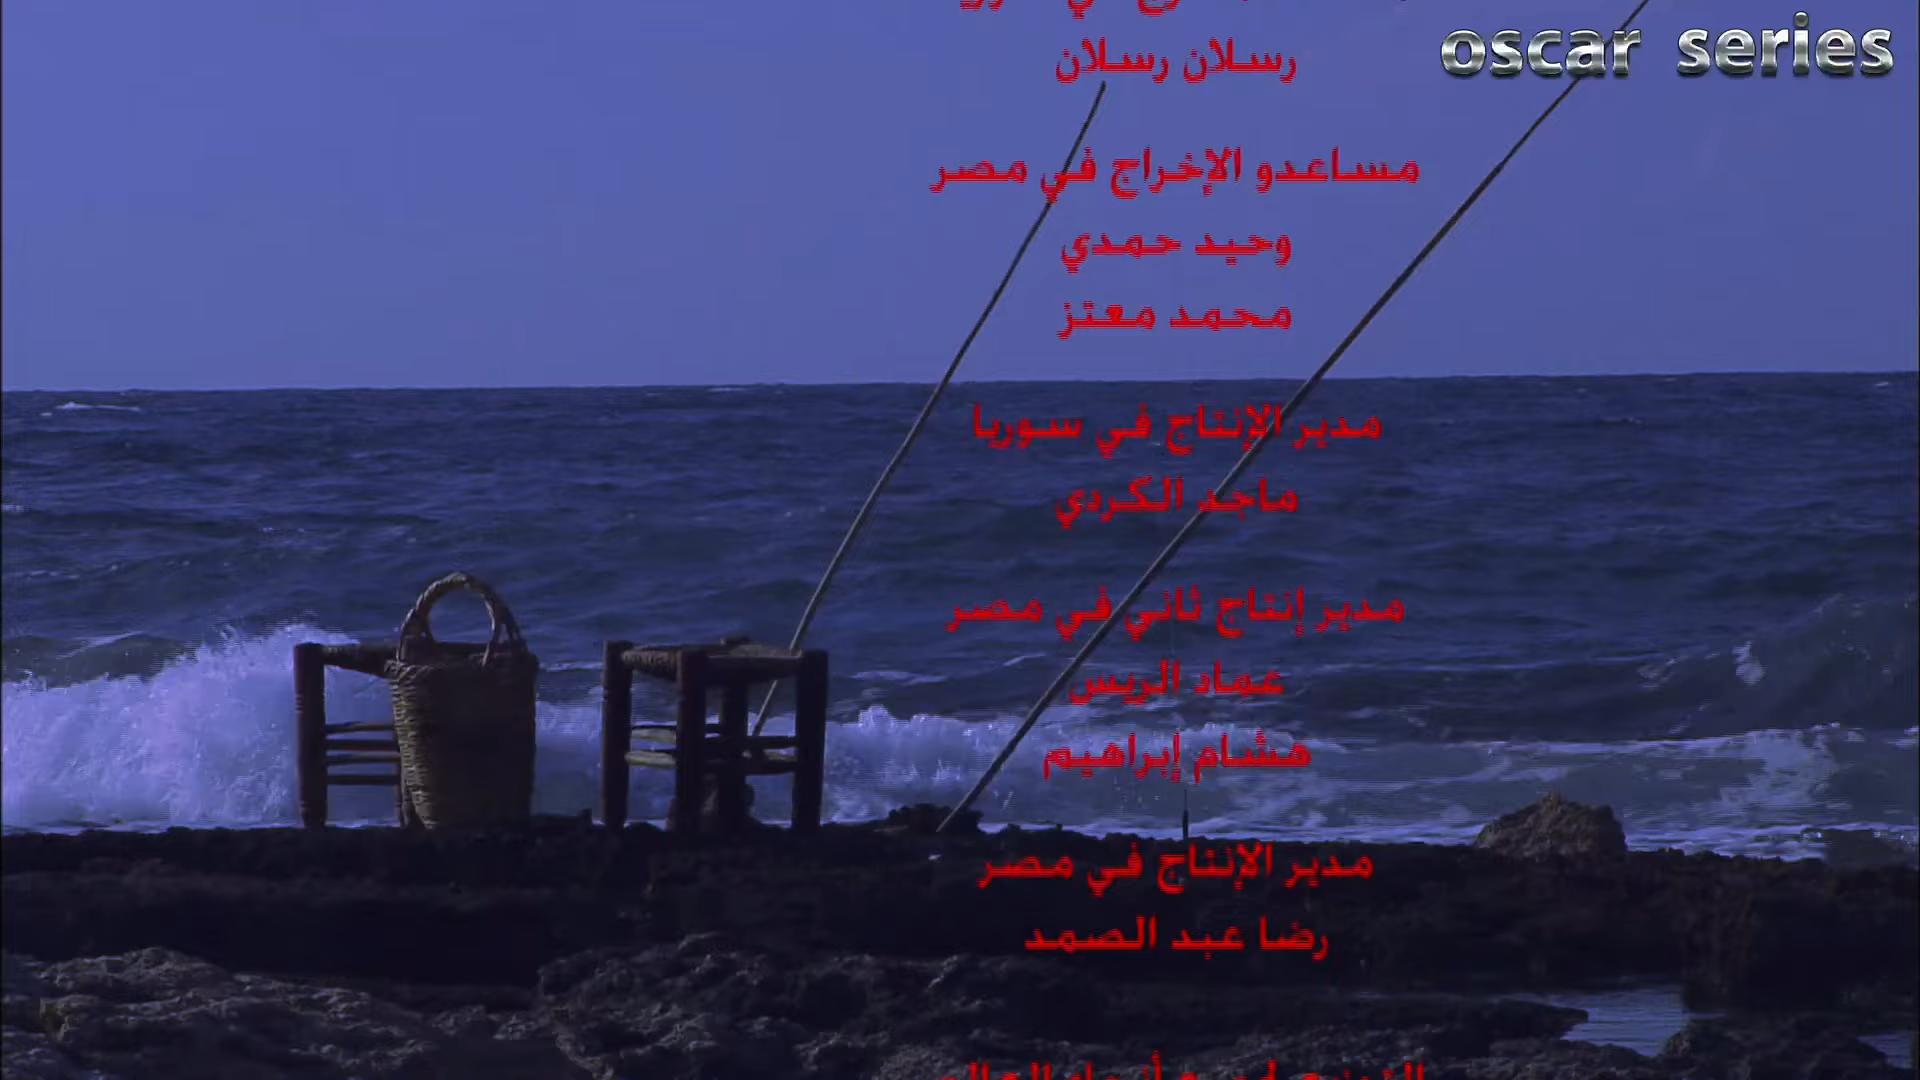 oscar series
رسلان رسلان
مساعدو الإخراج في مصر
وحيد حمدي
محمد معتز
مدير الإنتاج في سوريا
ماجد الكردي
مدير إنتاج ثاني في مصر
عماد الريس
هشام إبراهيم
مدير الإنتاج في مصر
رضا عبد الصمد